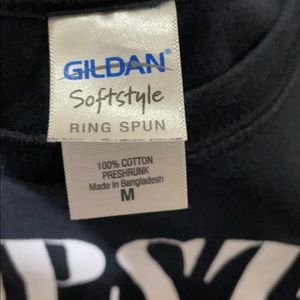 GILDAN®
Softstyle
RING SPUN
100% COTTON
PRESHRUNK
Made in Bangladesh
M